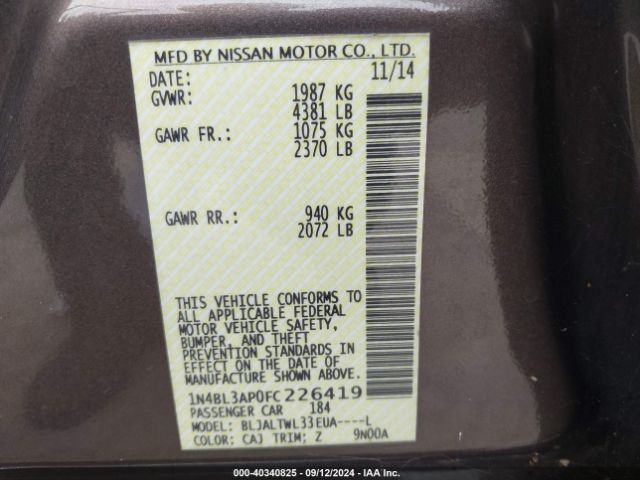 MFD BY NISSAN MOTOR CO., LTD.
DATE: 11/14
GVWR: 1987 KG
4381 LB
GAWR FR.: 1075 KG
2370 LB
GAWR RR.: 940 KG
2072 LB
THIS VEHICLE CONFORMS TO
ALL APPLICABLE FEDERAL
MOTOR VEHICLE SAFETY,
BUMPER, AND THEFT
PREVENTION STANDARDS IN
EFFECT ON THE DATE OF
MANUFACTURE SHOWN ABOVE.
1N4BL3AP0FC226419
PASSENGER CAR 184
MODEL: BLJALTWL33EUA----L
COLOR: CAJ TRIM; Z 9N00A
000-40340825 - 09/12/2024 - IAA Inc.